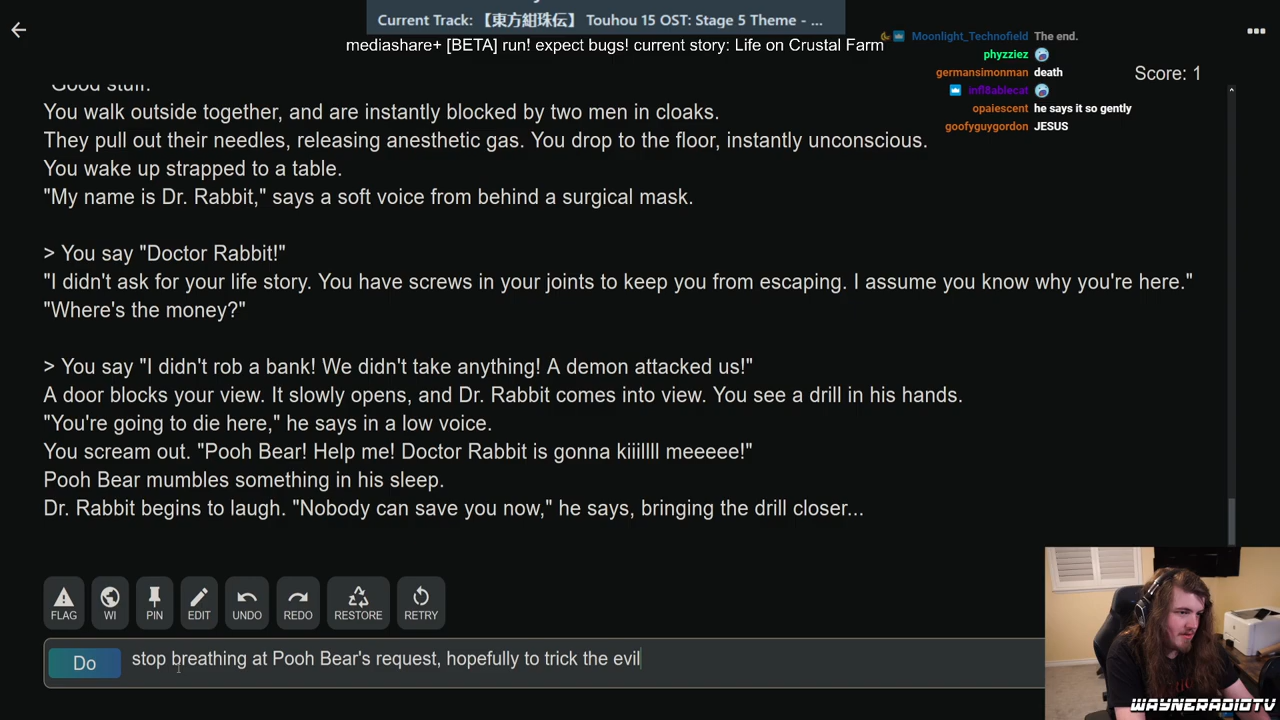 Current Track: 【東方紺珠伝】 Touhou 15 OST: Stage 5 Theme - ...
mediashare+ [BETA] run! expect bugs! current story: Life on Crustal Farm
Moonlight_Technofield The end.
phyzziez
germansimonman death
infl8ablecat
opaiescent he says it so gently
goofyguygordon JESUS
Score: 1
"Good stuff."
You walk outside together, and are instantly blocked by two men in cloaks.
They pull out their needles, releasing anesthetic gas. You drop to the floor, instantly unconscious.
You wake up strapped to a table.
"My name is Dr. Rabbit," says a soft voice from behind a surgical mask.
> You say "Doctor Rabbit!"
"I didn't ask for your life story. You have screws in your joints to keep you from escaping. I assume you know why you're here."
"Where's the money?"
> You say "I didn't rob a bank! We didn't take anything! A demon attacked us!"
A door blocks your view. It slowly opens, and Dr. Rabbit comes into view. You see a drill in his hands.
"You're going to die here," he says in a low voice.
You scream out. "Pooh Bear! Help me! Doctor Rabbit is gonna kiiillll meeeee!"
Pooh Bear mumbles something in his sleep.
Dr. Rabbit begins to laugh. "Nobody can save you now," he says, bringing the drill closer...
FLAG WI PIN EDIT UNDO REDO RESTORE RETRY
Do stop breathing at Pooh Bear's request, hopefully to trick the evil
WAYNERADIOTV